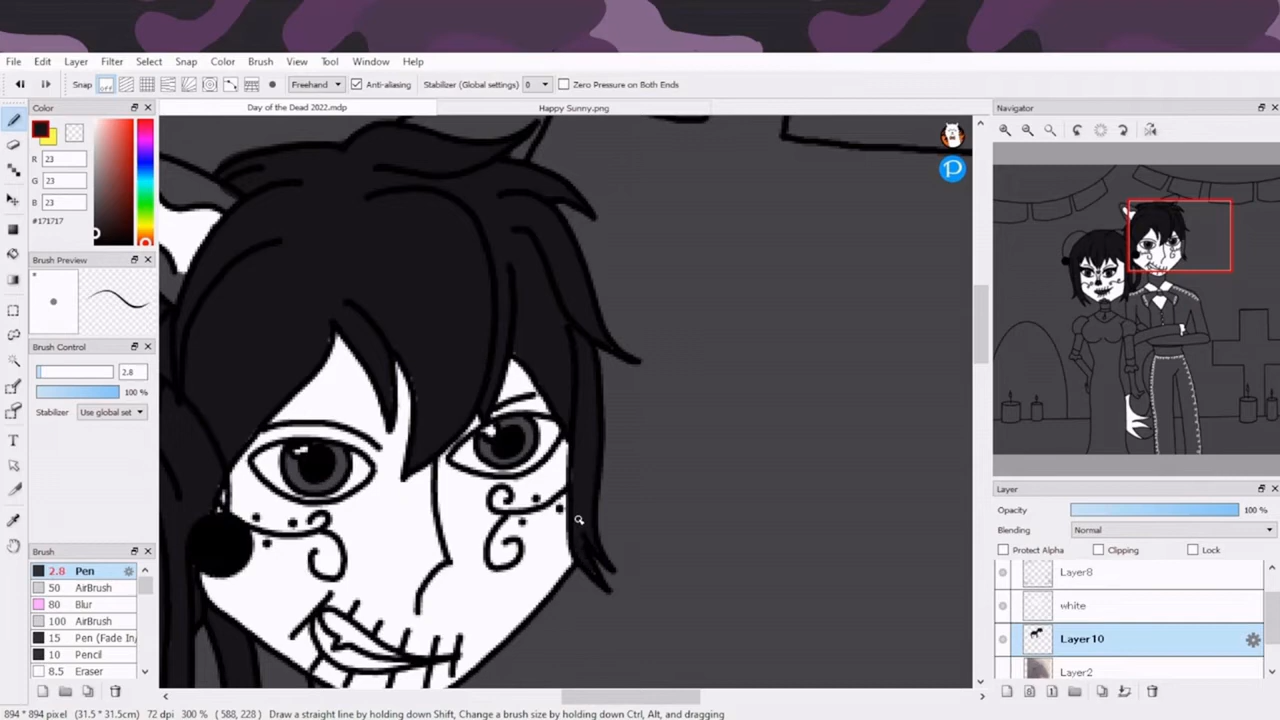 File Edit Layer Filter Select Snap Color Brush View Tool Window Help
Snap off Freehand Anti-aliasing Stabilizer (Global settings) 0 Zero Pressure on Both Ends
Color
Day of the Dead 2022.mdp
Happy Sunny.png
Navigator
R 23
G 23
B 23
#171717
Brush Preview
Brush Control
2.8
100 %
Stabilizer Use global set
Brush
2.8 Pen
50 AirBrush
80 Blur
100 AirBrush
15 Pen (Fade In/
10 Pencil
8.5 Eraser
Layer
Opacity 100 %
Blending Normal
Protect Alpha Clipping Lock
Layer8
white
Layer10
Layer2
894 * 894 pixel (31.5 * 31.5cm) 72 dpi 300 % ( 588, 228 ) Draw a straight line by holding down Shift, Change a brush size by holding down Ctrl, Alt, and dragging